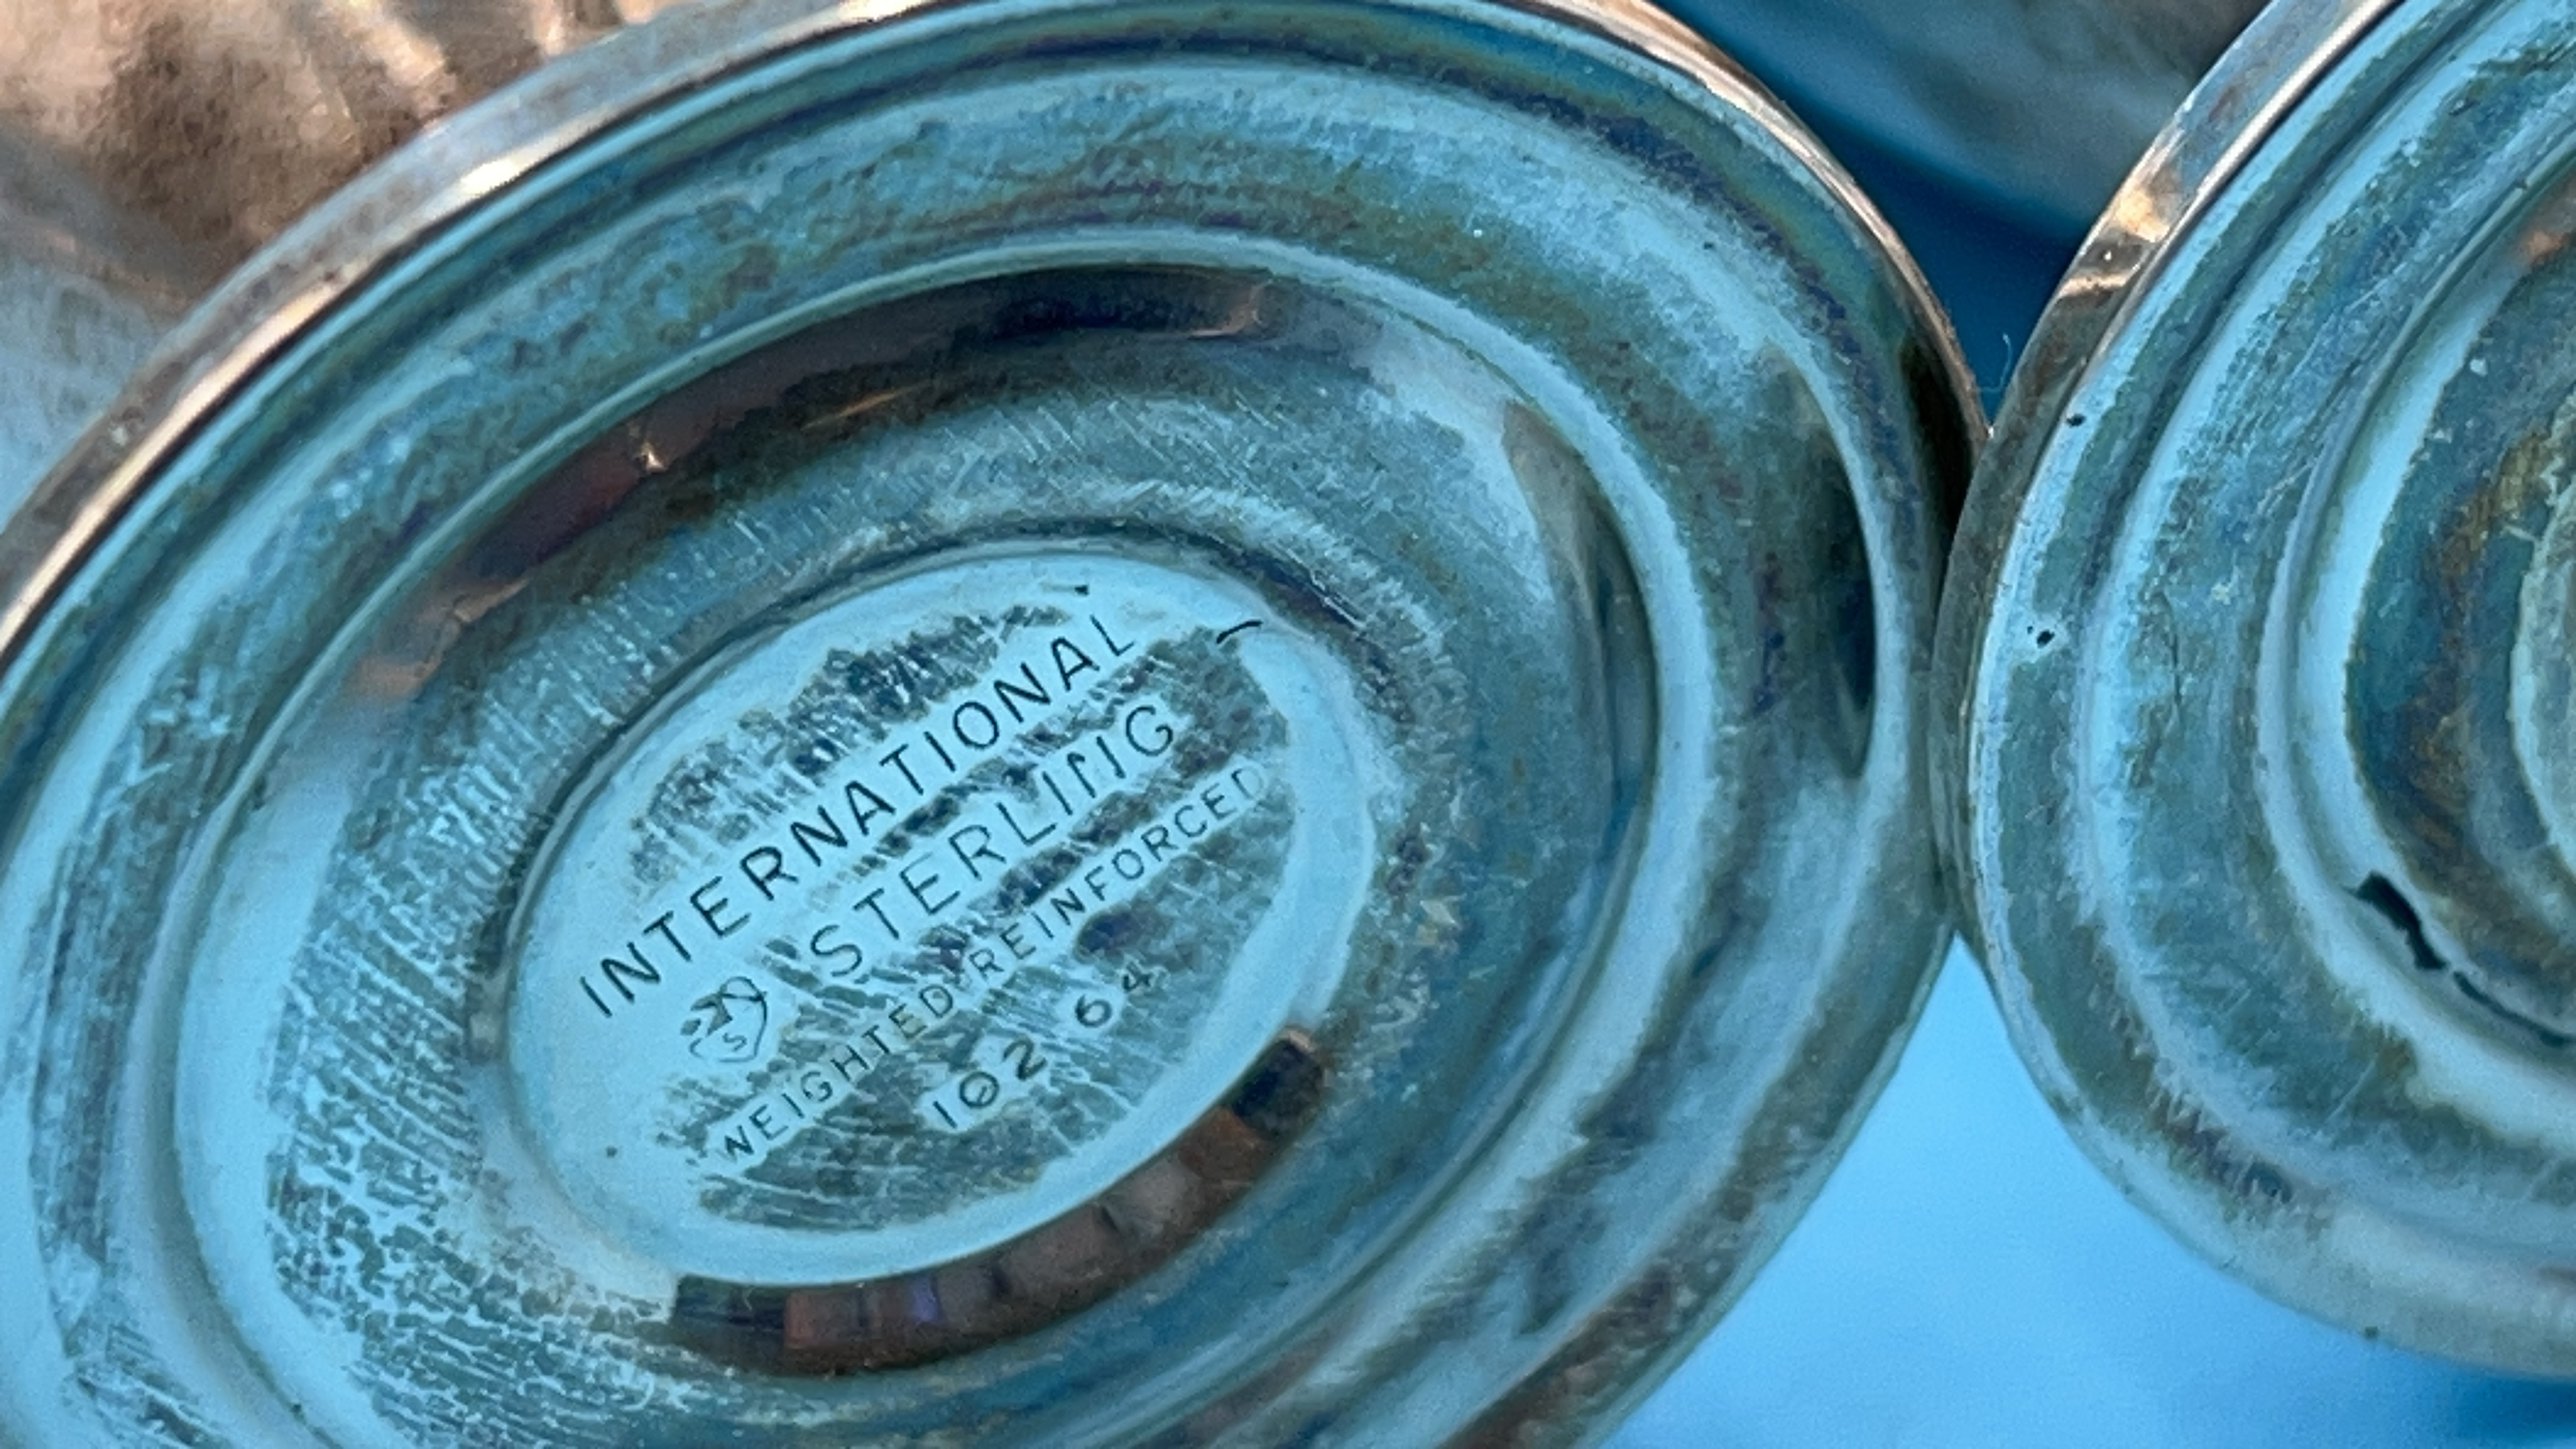 INTERNATIONAL
S STERLING
WEIGHTED-REINFORCED
102 64